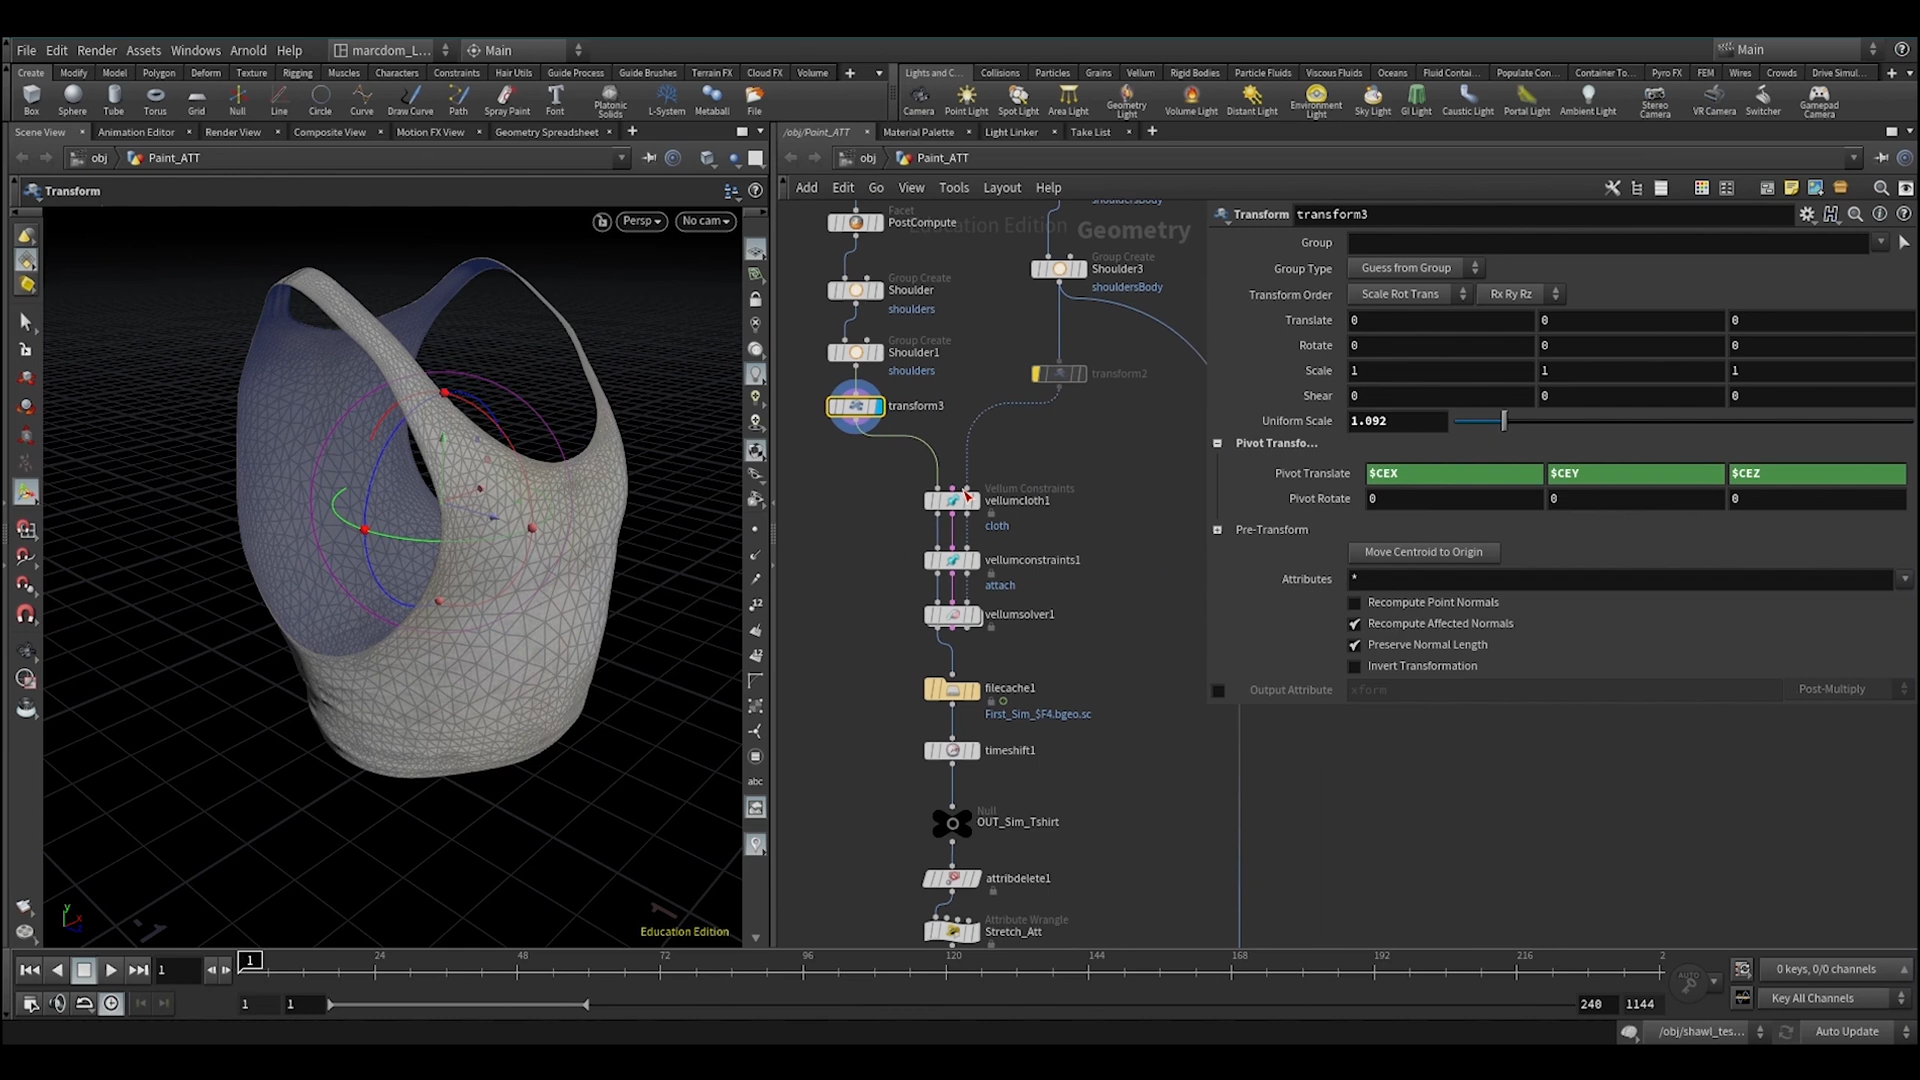 File Edit Render Assets Windows Arnold Help marcdom_L... Main Main
Create Modify Model Polygon Deform Texture Rigging Muscles Characters Constraints Hair Utils Guide Process Guide Brushes Terrain FX Cloud FX Volume Lights and C... Collisions Particles Grains Vellum Rigid Bodies Particle Fluids Viscous Fluids Oceans Fluid Contai... Populate Con... Container To... Pyro FX FEM Wires Crowds Drive Simul...
Box Sphere Tube Torus Grid Null Line Circle Curve Draw Curve Path Spray Paint Font Platonic Solids L-System Metaball File Camera Point Light Spot Light Area Light Geometry Light Volume Light Distant Light Environment Light Sky Light GI Light Caustic Light Portal Light Ambient Light Stereo Camera VR Camera Switcher Gamepad Camera
Scene View Animation Editor Render View Composite View Motion FX View Geometry Spreadsheet /obj/Paint_ATT Material Palette Light Linker Take List
obj Paint_ATT obj Paint_ATT
Transform
Add Edit Go View Tools Layout Help
Persp No cam
Education Edition Geometry
shouldersBody
Facet
PostCompute
Group Create
Shoulder3
shouldersBody
Group Create
Shoulder
shoulders
Group Create
Shoulder1
shoulders
transform2
transform3
Vellum Constraints
vellumcloth1
cloth
vellumconstraints1
attach
vellumsolver1
filecache1
First_Sim_$F4.bgeo.sc
timeshift1
Null
OUT_Sim_Tshirt
attribdelete1
Attribute Wrangle
Stretch_Att
Transform transform3
Group
Group Type Guess from Group
Transform Order Scale Rot Trans Rx Ry Rz
Translate 0 0 0
Rotate 0 0 0
Scale 1 1 1
Shear 0 0 0
Uniform Scale 1.092
Pivot Transfo...
Pivot Translate $CEX $CEY $CEZ
Pivot Rotate 0 0 0
Pre-Transform
Move Centroid to Origin
Attributes *
Recompute Point Normals
Recompute Affected Normals
Preserve Normal Length
Invert Transformation
Output Attribute xform Post-Multiply
12
12
abc
y
x
z
-1
Education Edition
1 1 24 48 72 96 120 144 168 192 216 2
AUTO
0 keys, 0/0 channels
1 1 240 1144 Key All Channels
/obj/shawl_tes... Auto Update